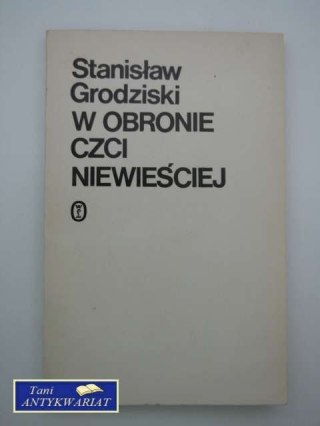 Stanisław
Grodziski
W OBRONIE
CZCI
NIEWIEŚCIEJ
Tani
ANTYKWARIAT